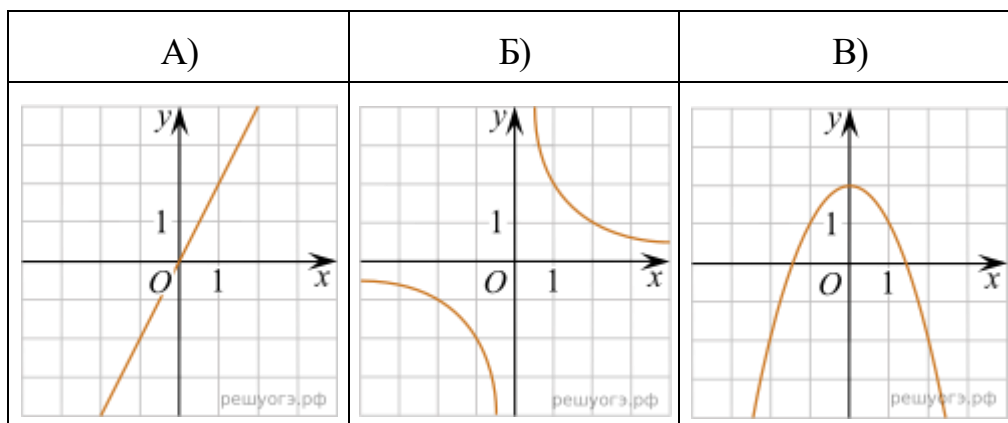 А) Б) В)
y y y
1 1 1
O 1 x O 1 x O 1 x
решуогэ.рф решуогэ.рф решуогэ.рф